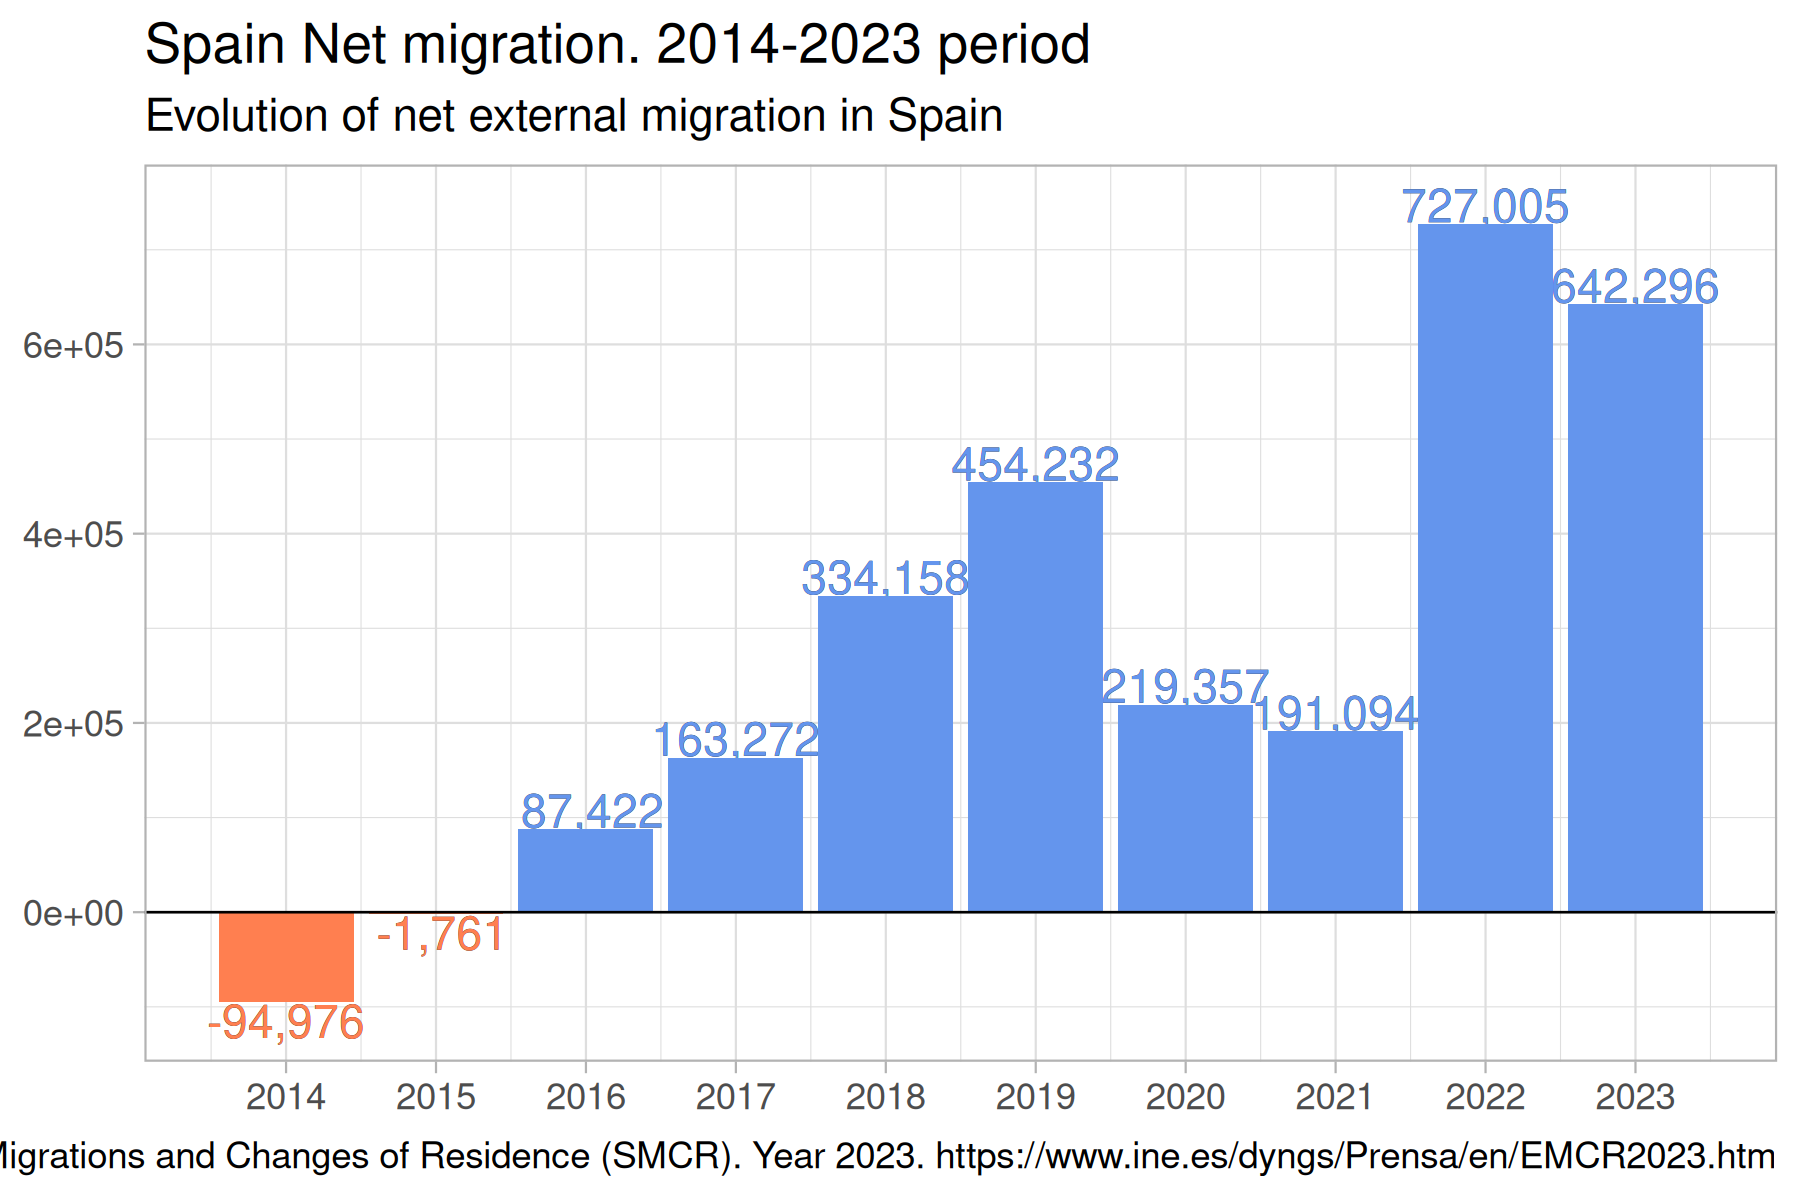 Spain Net migration. 2014-2023 period
Evolution of net external migration in Spain
727,005
642,296
6e+05
454,232
4e+05
334,158
219,357
191,094
2e+05
163,272
87,422
0e+00
-1,761
-94,976
2014 2015 2016 2017 2018 2019 2020 2021 2022 2023
and Changes of Residence (SMCR). Year 2023. https://www.ine.es/dyngs/Prensa/en/EMCR2023.htm